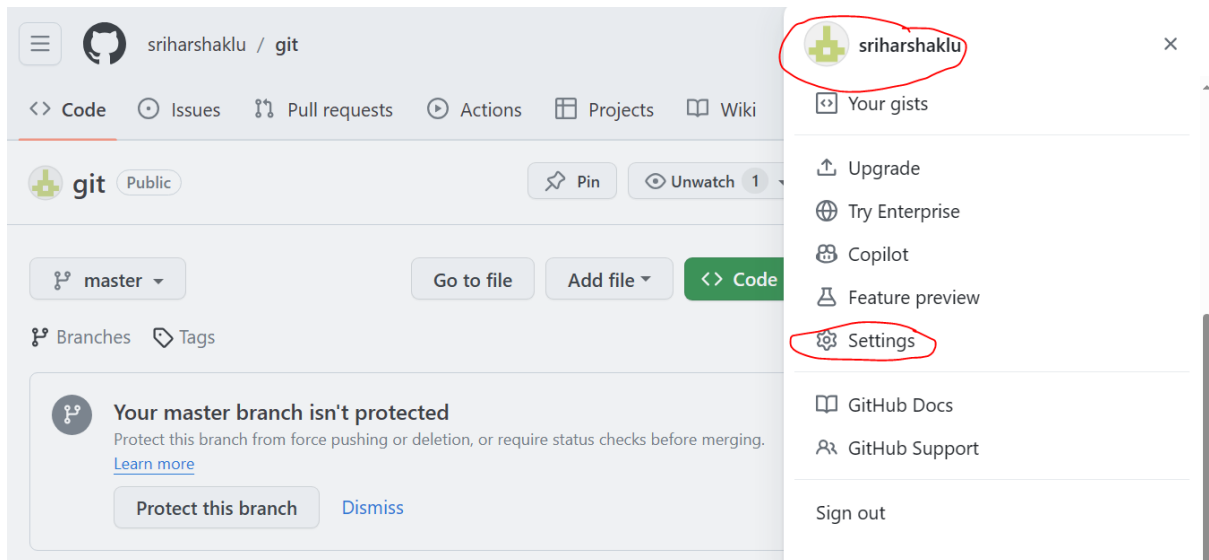 sriharshaklu / git
Code Issues Pull requests Actions Projects Wiki
git Public Pin Unwatch 1
master Go to file Add file Code
Branches Tags
Your master branch isn't protected
Protect this branch from force pushing or deletion, or require status checks before merging.
Learn more
Protect this branch Dismiss
sriharshaklu
Your gists
Upgrade
Try Enterprise
Copilot
Feature preview
Settings
GitHub Docs
GitHub Support
Sign out